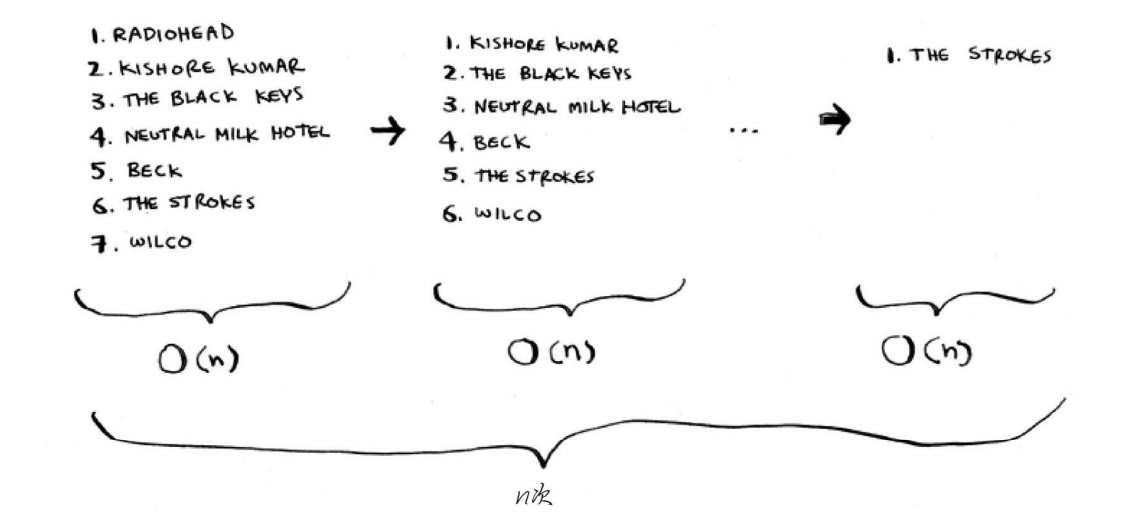 1. RADIOHEAD
2. KISHORE KUMAR
3. THE BLACK KEYS
4. NEUTRAL MILK HOTEL
5. BECK
6. THE STROKES
7. WILCO
1. KISHORE KUMAR
2. THE BLACK KEYS
3. NEUTRAL MILK HOTEL
4. BECK
5. THE STROKES
6. WILCO
...
1. THE STROKES
O(n)
O(n)
O(n)